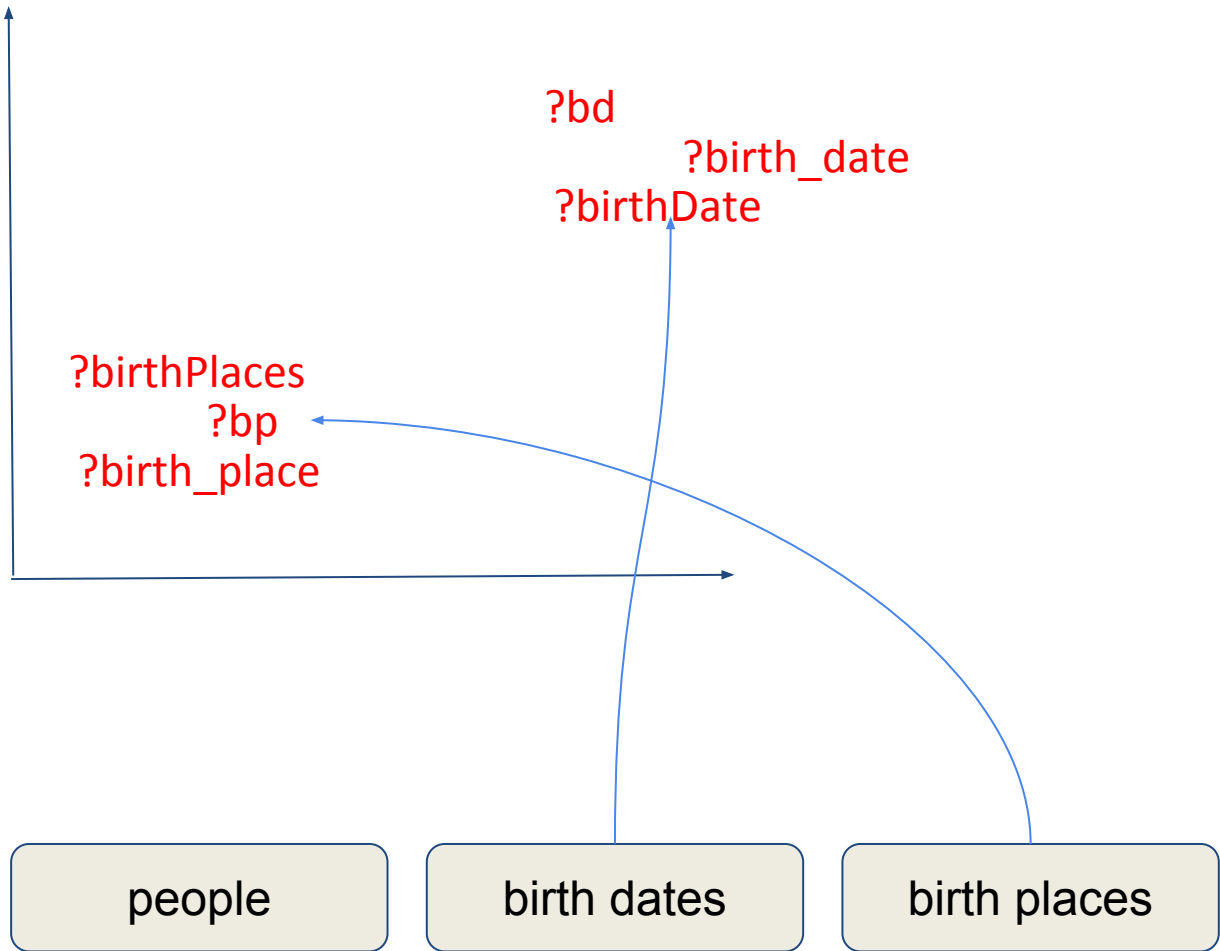 ?bd
?birth_date
?birthDate
?birthPlaces
?bp
?birth_place
people
birth dates
birth places